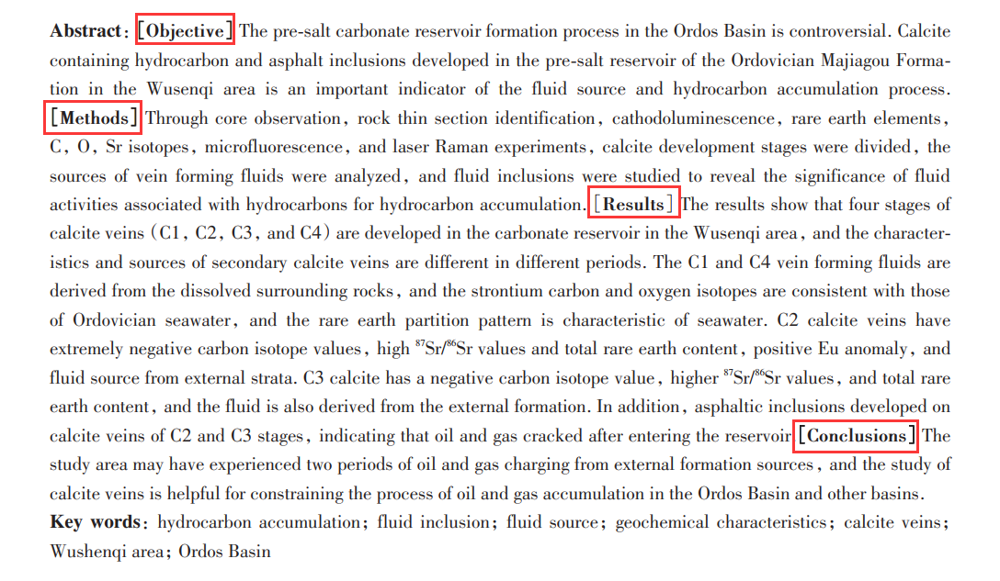 Abstract: [Objective] The pre-salt carbonate reservoir formation process in the Ordos Basin is controversial. Calcite
containing hydrocarbon and asphalt inclusions developed in the pre-salt reservoir of the Ordovician Majiagou Forma-
tion in the Wusenqi area is an important indicator of the fluid source and hydrocarbon accumulation process.
[Methods] Through core observation, rock thin section identification, cathodoluminescence, rare earth elements,
C, O, Sr isotopes, microfluorescence, and laser Raman experiments, calcite development stages were divided, the
sources of vein forming fluids were analyzed, and fluid inclusions were studied to reveal the significance of fluid
activities associated with hydrocarbons for hydrocarbon accumulation. [Results] The results show that four stages of
calcite veins (C1, C2, C3, and C4) are developed in the carbonate reservoir in the Wusenqi area, and the character-
istics and sources of secondary calcite veins are different in different periods. The C1 and C4 vein forming fluids are
derived from the dissolved surrounding rocks, and the strontium carbon and oxygen isotopes are consistent with those
of Ordovician seawater, and the rare earth partition pattern is characteristic of seawater. C2 calcite veins have
extremely negative carbon isotope values, high ⁸⁷Sr/⁸⁶Sr values and total rare earth content, positive Eu anomaly, and
fluid source from external strata. C3 calcite has a negative carbon isotope value, higher ⁸⁷Sr/⁸⁶Sr values, and total rare
earth content, and the fluid is also derived from the external formation. In addition, asphaltic inclusions developed on
calcite veins of C2 and C3 stages, indicating that oil and gas cracked after entering the reservoir. [Conclusions] The
study area may have experienced two periods of oil and gas charging from external formation sources, and the study of
calcite veins is helpful for constraining the process of oil and gas accumulation in the Ordos Basin and other basins.
Key words: hydrocarbon accumulation; fluid inclusion; fluid source; geochemical characteristics; calcite veins;
Wushenqi area; Ordos Basin